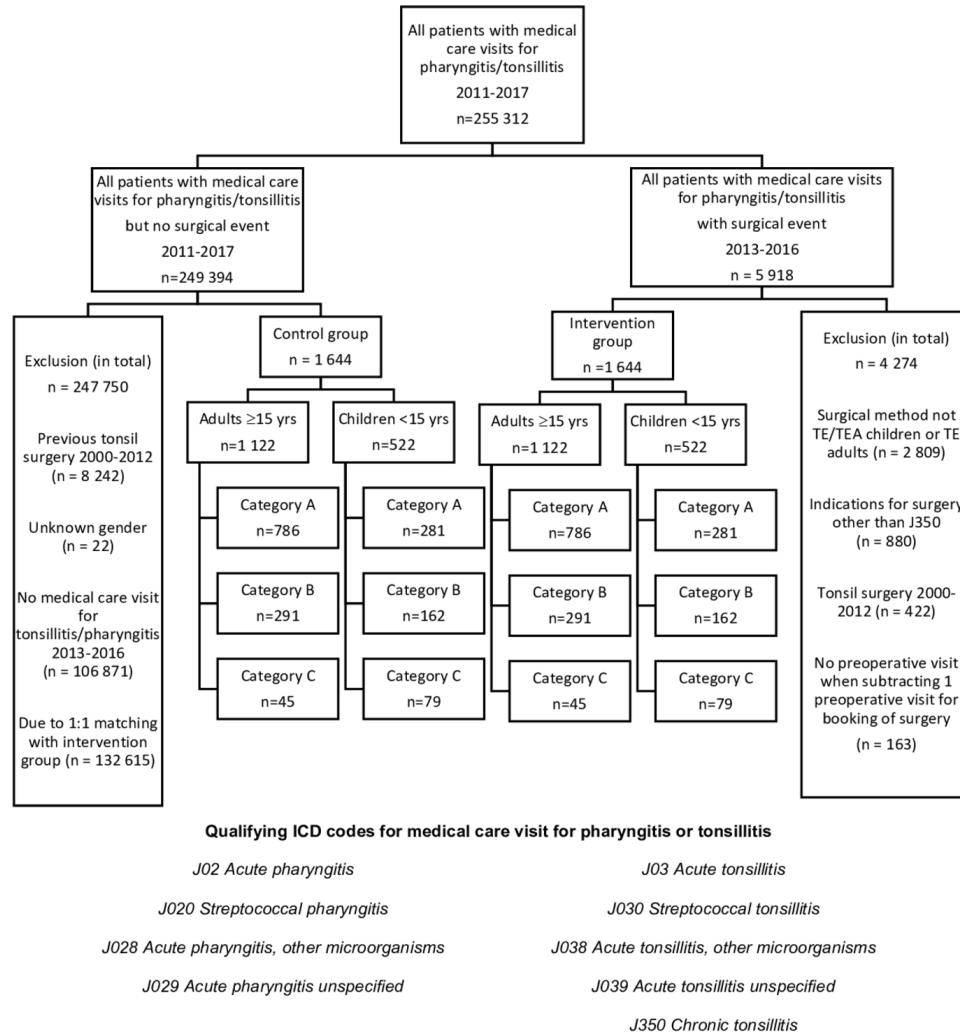 All patients with medical
care visits for
pharyngitis/tonsillitis
2011-2017
n=255 312
All patients with medical care
visits for pharyngitis/tonsillitis
but no surgical event
2011-2017
n=249 394
All patients with medical care visits
for pharyngitis/tonsillitis
with surgical event
2013-2016
n= 5 918
Exclusion (in total)
n = 247 750
Previous tonsil
surgery 2000-2012
(n = 8 242)
Unknown gender
(n = 22)
No medical care visit
for
tonsillitis/pharyngitis
2013-2016
(n = 106 871)
Due to 1:1 matching
with intervention
group (n = 132 615)
Control group
n = 1 644
Adults ≥15 yrs
n=1 122
Children <15 yrs
n=522
Category A
n=786
Category A
n=281
Category B
n=291
Category B
n=162
Category C
n=45
Category C
n=79
Intervention
group
n =1 644
Adults ≥15 yrs
n=1 122
Children <15 yrs
n=522
Category A
n=786
Category A
n=281
Category B
n=291
Category B
n=162
Category C
n=45
Category C
n=79
Exclusion (in total)
n = 4 274
Surgical method not
TE/TEA children or TE
adults (n = 2 809)
Indications for surgery
other than J350
(n = 880)
Tonsil surgery 2000-
2012 (n = 422)
No preoperative visit
when subtracting 1
preoperative visit for
booking of surgery
(n = 163)
Qualifying ICD codes for medical care visit for pharyngitis or tonsillitis
J02 Acute pharyngitis
J020 Streptococcal pharyngitis
J028 Acute pharyngitis, other microorganisms
J029 Acute pharyngitis unspecified
J03 Acute tonsillitis
J030 Streptococcal tonsillitis
J038 Acute tonsillitis, other microorganisms
J039 Acute tonsillitis unspecified
J350 Chronic tonsillitis